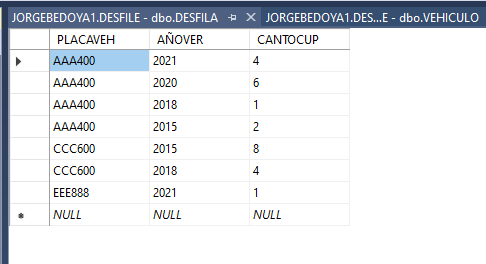 JORGEBEDOYA1.DESFILE - dbo.DESFILA JORGEBEDOYA1.DES...E - dbo.VEHICULO
PLACAVEH AÑOVER CANTOCUP
AAA400 2021 4
AAA400 2020 6
AAA400 2018 1
AAA400 2015 2
CCC600 2015 8
CCC600 2018 4
EEE888 2021 1
NULL NULL NULL